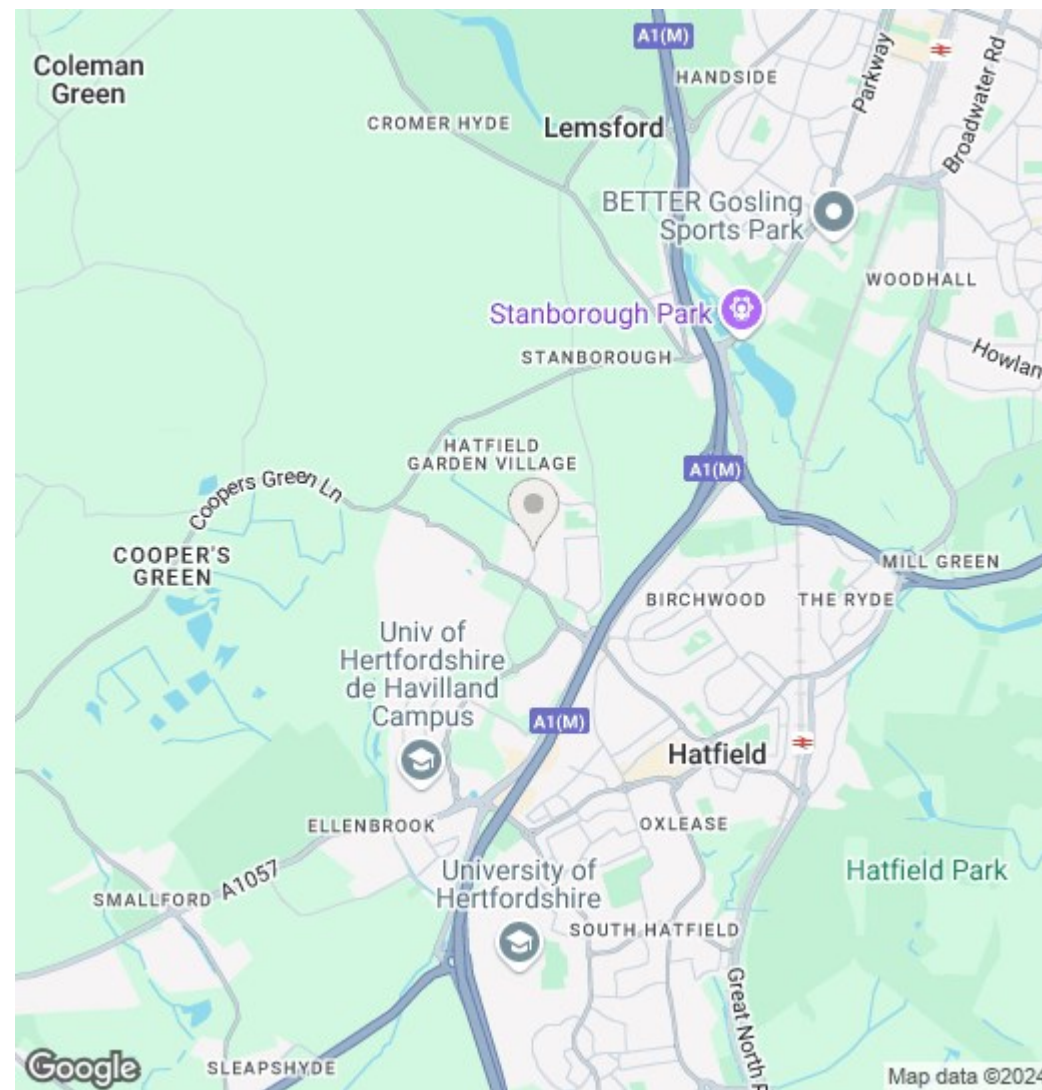 A1(M)
Coleman
Green
HANDSIDE
Parkway
Broadwater Rd
CROMER HYDE
Lemsford
BETTER Gosling
Sports Park
WOODHALL
Stanborough Park
STANBOROUGH
Howlan
HATFIELD
GARDEN VILLAGE
A1(M)
Coopers Green Ln
COOPER'S
GREEN
MILL GREEN
BIRCHWOOD
THE RYDE
Univ of
Hertfordshire
de Havilland
Campus
A1(M)
Hatfield
ELLENBROOK
OXLEASE
A1057
University of
Hertfordshire
Hatfield Park
SMALLFORD
SOUTH HATFIELD
Great North R
SLEAPSHYDE
Google
Map data ©2024